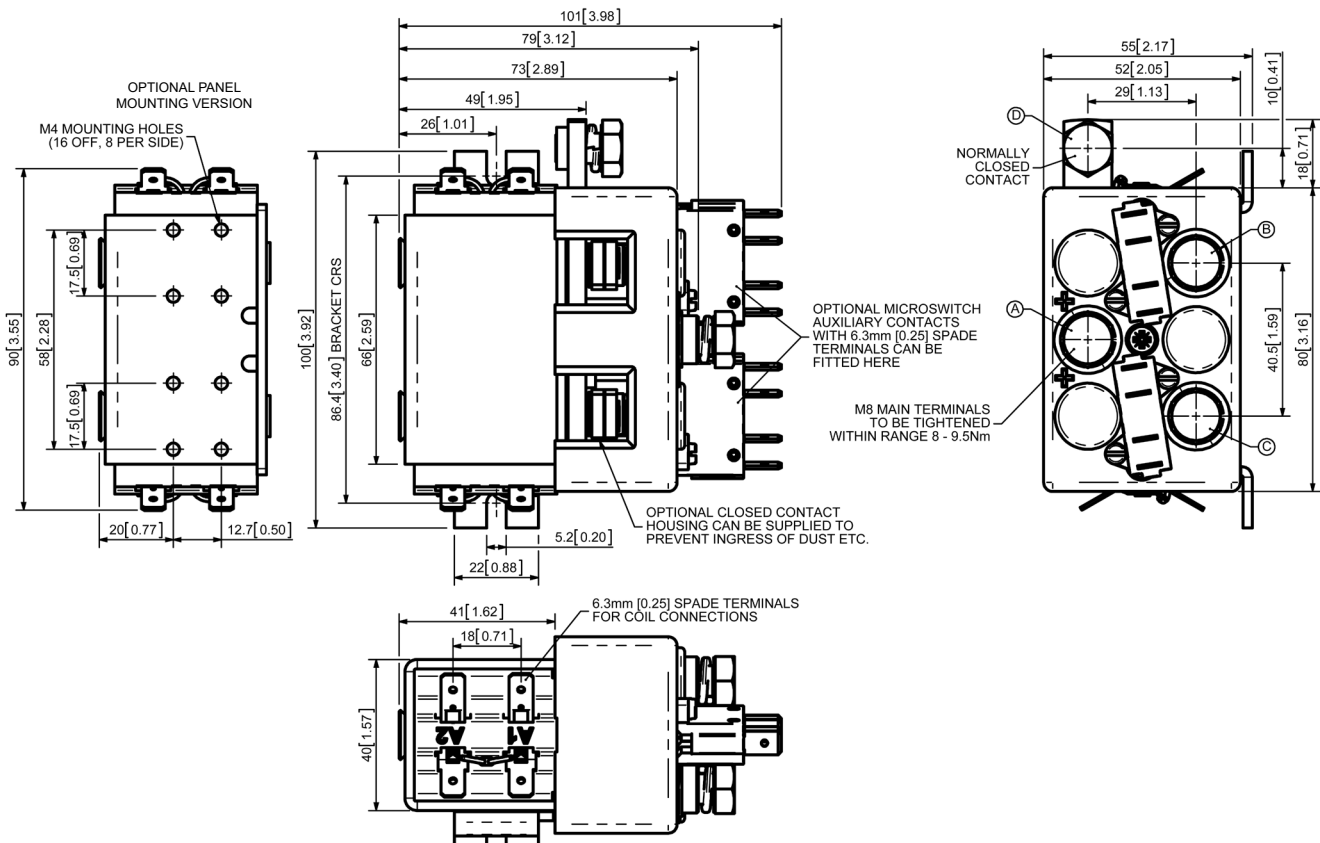 OPTIONAL PANEL
MOUNTING VERSION
M4 MOUNTING HOLES
(16 OFF, 8 PER SIDE)
90[3.55]
58[2.28]
17.5[0.69]
17.5[0.69]
20[0.77]
12.7[0.50]
101[3.98]
79[3.12]
73[2.89]
49[1.95]
26[1.01]
100[3.92]
86.4[3.40] BRACKET CRS
66[2.59]
5.2[0.20]
22[0.88]
OPTIONAL MICROSWITCH
AUXILIARY CONTACTS
WITH 6.3mm [0.25] SPADE
TERMINALS CAN BE
FITTED HERE
OPTIONAL CLOSED CONTACT
HOUSING CAN BE SUPPLIED TO
PREVENT INGRESS OF DUST ETC.
55[2.17]
52[2.05]
29[1.13]
10[0.41]
18[0.71]
D
NORMALLY
CLOSED
CONTACT
B
A
+
+
M8 MAIN TERMINALS
TO BE TIGHTENED
WITHIN RANGE 8 - 9.5Nm
C
40.5[1.59]
80[3.16]
41[1.62]
18[0.71]
6.3mm [0.25] SPADE TERMINALS
FOR COIL CONNECTIONS
40[1.57]
A2
A1